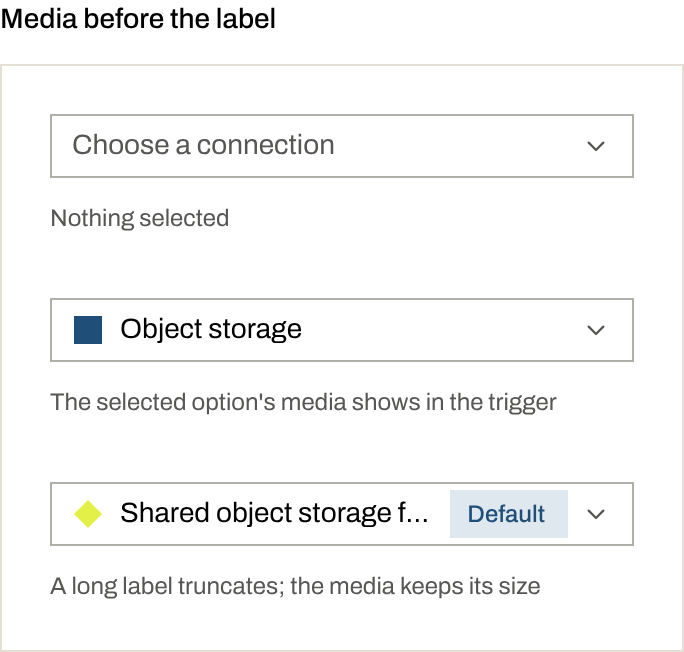 Media before the label
Choose a connection
Nothing selected
Object storage
The selected option's media shows in the trigger
Shared object storage f... Default
A long label truncates; the media keeps its size